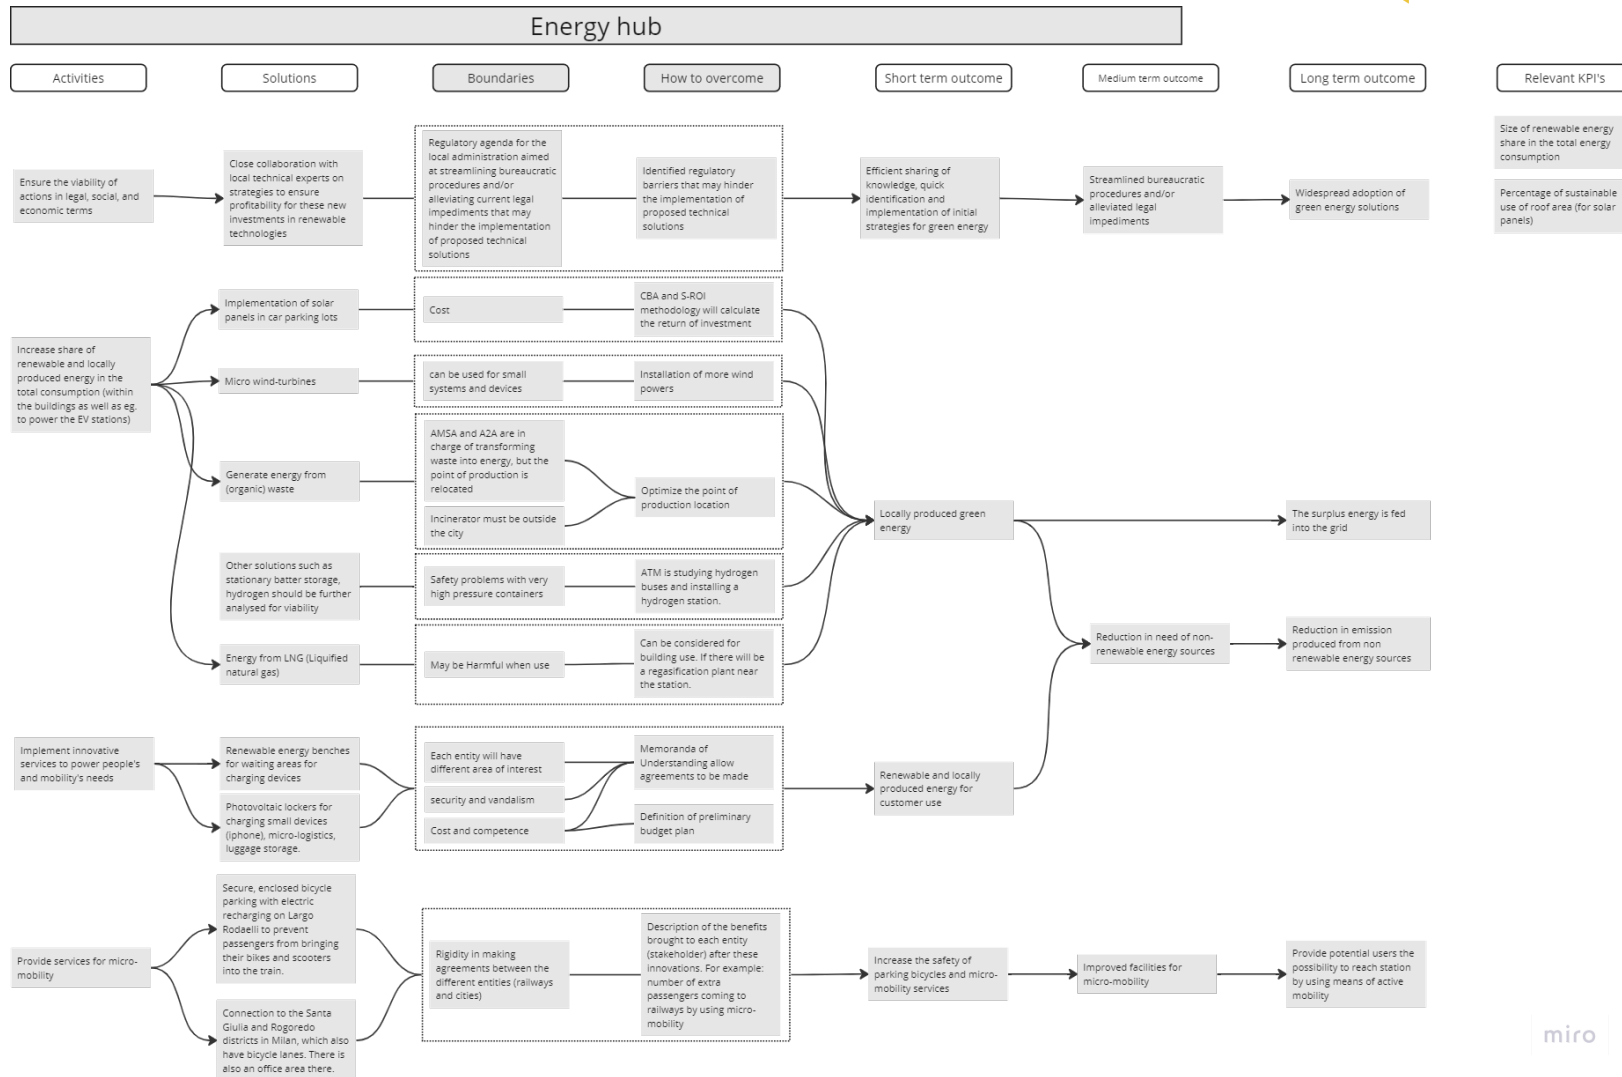 Energy hub
Activities
Solutions
Boundaries
How to overcome
Short term outcome
Medium term outcome
Long term outcome
Relevant KPI's
Size of renewable energy
share in the total energy
consumption
Percentage of sustainable
use of roof area (for solar
panels)
Ensure the viability of
actions in legal, social, and
economic terms
Close collaboration with
local technical experts on
strategies to ensure
profitability for these new
investments in renewable
technologies
Regulatory agenda for the
local administration aimed
at streamlining bureaucratic
procedures and/or
alleviating current legal
impediments that may
hinder the implementation
of proposed technical
solutions
Identified regulatory
barriers that may hinder
the implementation of
proposed technical
solutions
Efficient sharing of
knowledge, quick
identification and
implementation of initial
strategies for green energy
Streamlined bureaucratic
procedures and/or
alleviated legal
impediments
Widespread adoption of
green energy solutions
Increase share of
renewable and locally
produced energy in the
total consumption (within
the buildings as well as eg.
to power the EV stations)
Implementation of solar
panels in car parking lots
Cost
CBA and S-ROI
methodology will calculate
the return of investment
Micro wind-turbines
can be used for small
systems and devices
Installation of more wind
powers
Generate energy from
(organic) waste
AMSA and A2A are in
charge of transforming
waste into energy, but the
point of production is
relocated
Incinerator must be outside
the city
Optimize the point of
production location
Other solutions such as
stationary batter storage,
hydrogen should be further
analysed for viability
Safety problems with very
high pressure containers
ATM is studying hydrogen
buses and installing a
hydrogen station.
Energy from LNG (Liquified
natural gas)
May be Harmful when use
Can be considered for
building use. If there will be
a regasification plant near
the station.
Locally produced green
energy
The surplus energy is fed
into the grid
Reduction in need of non-
renewable energy sources
Reduction in emission
produced from non
renewable energy sources
Implement innovative
services to power people's
and mobility's needs
Renewable energy benches
for waiting areas for
charging devices
Photovoltaic lockers for
charging small devices
(iphone), micro-logistics,
luggage storage.
Each entity will have
different area of interest
security and vandalism
Cost and competence
Memoranda of
Understanding allow
agreements to be made
Definition of preliminary
budget plan
Renewable and locally
produced energy for
customer use
Provide services for micro-
mobility
Secure, enclosed bicycle
parking with electric
recharging on Largo
Rodaelli to prevent
passengers from bringing
their bikes and scooters
into the train.
Connection to the Santa
Giulia and Rogoredo
districts in Milan, which also
have bicycle lanes. There is
also an office area there.
Rigidity in making
agreements between the
different entities (railways
and cities)
Description of the benefits
brought to each entity
(stakeholder) after these
innovations. For example:
number of extra
passengers coming to
railways by using micro-
mobility
Increase the safety of
parking bicycles and micro-
mobility services
Improved facilities for
micro-mobility
Provide potential users the
possibility to reach station
by using means of active
mobility
miro